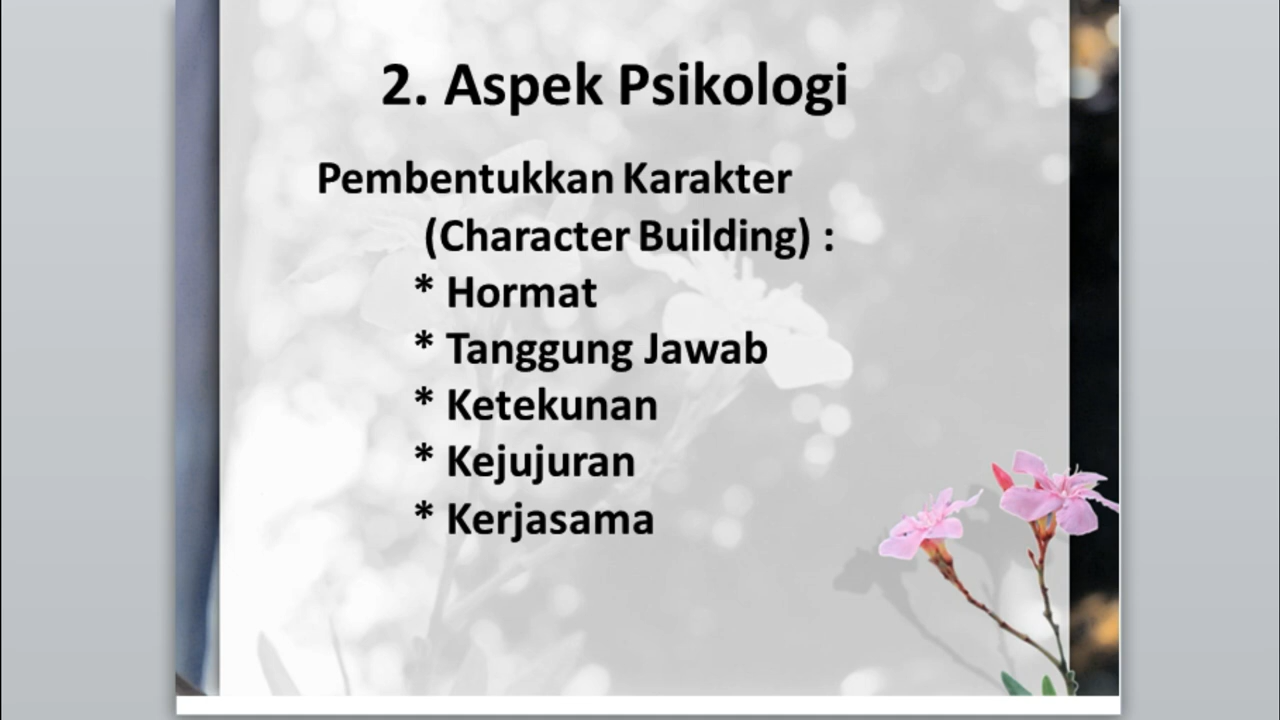 2. Aspek Psikologi
Pembentukkan Karakter
(Character Building) :
* Hormat
* Tanggung Jawab
* Ketekunan
* Kejujuran
* Kerjasama